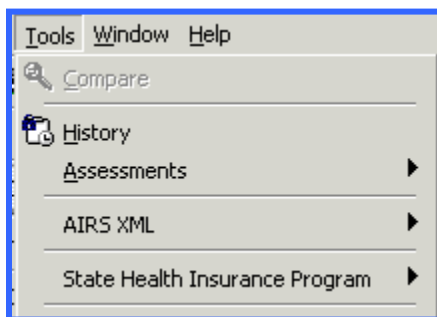 Tools Window Help
Compare
History
Assessments
AIRS XML
State Health Insurance Program